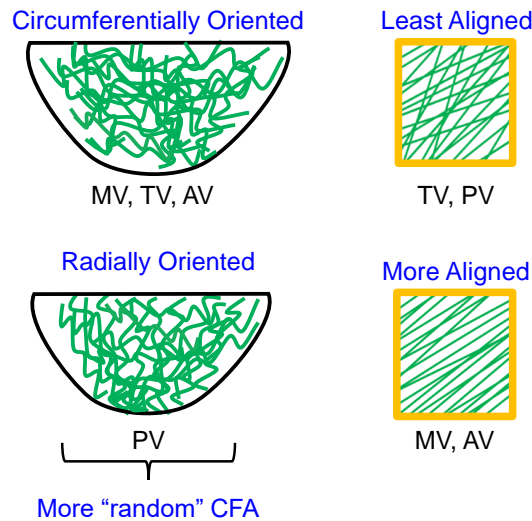 Circumferentially Oriented
MV, TV, AV
Least Aligned
TV, PV
Radially Oriented
PV
More “random” CFA
More Aligned
MV, AV